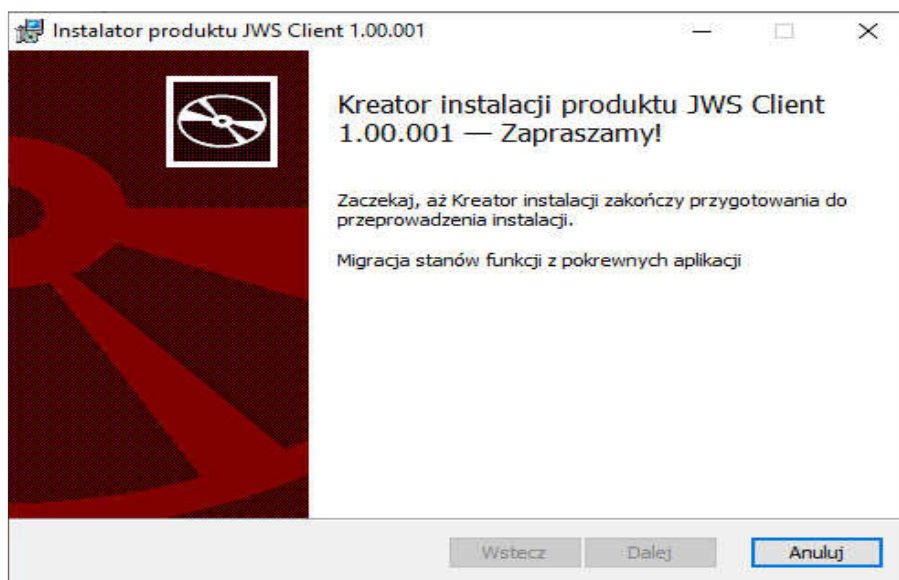 Instalator produktu JWS Client 1.00.001
Kreator instalacji produktu JWS Client
1.00.001 — Zapraszamy!
Zaczekaj, aż Kreator instalacji zakończy przygotowania do
przeprowadzenia instalacji.
Migracja stanów funkcji z pokrewnych aplikacji
Wstecz
Dalej
Anuluj